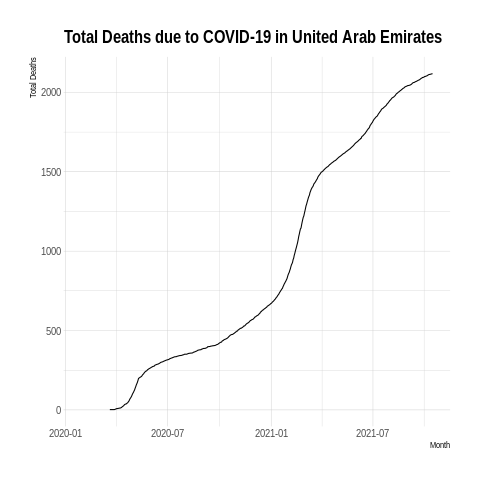 Total Deaths due to COVID-19 in United Arab Emirates
Total Deaths
2000
1500
1000
500
0
2020-01 2020-07 2021-01 2021-07
Month